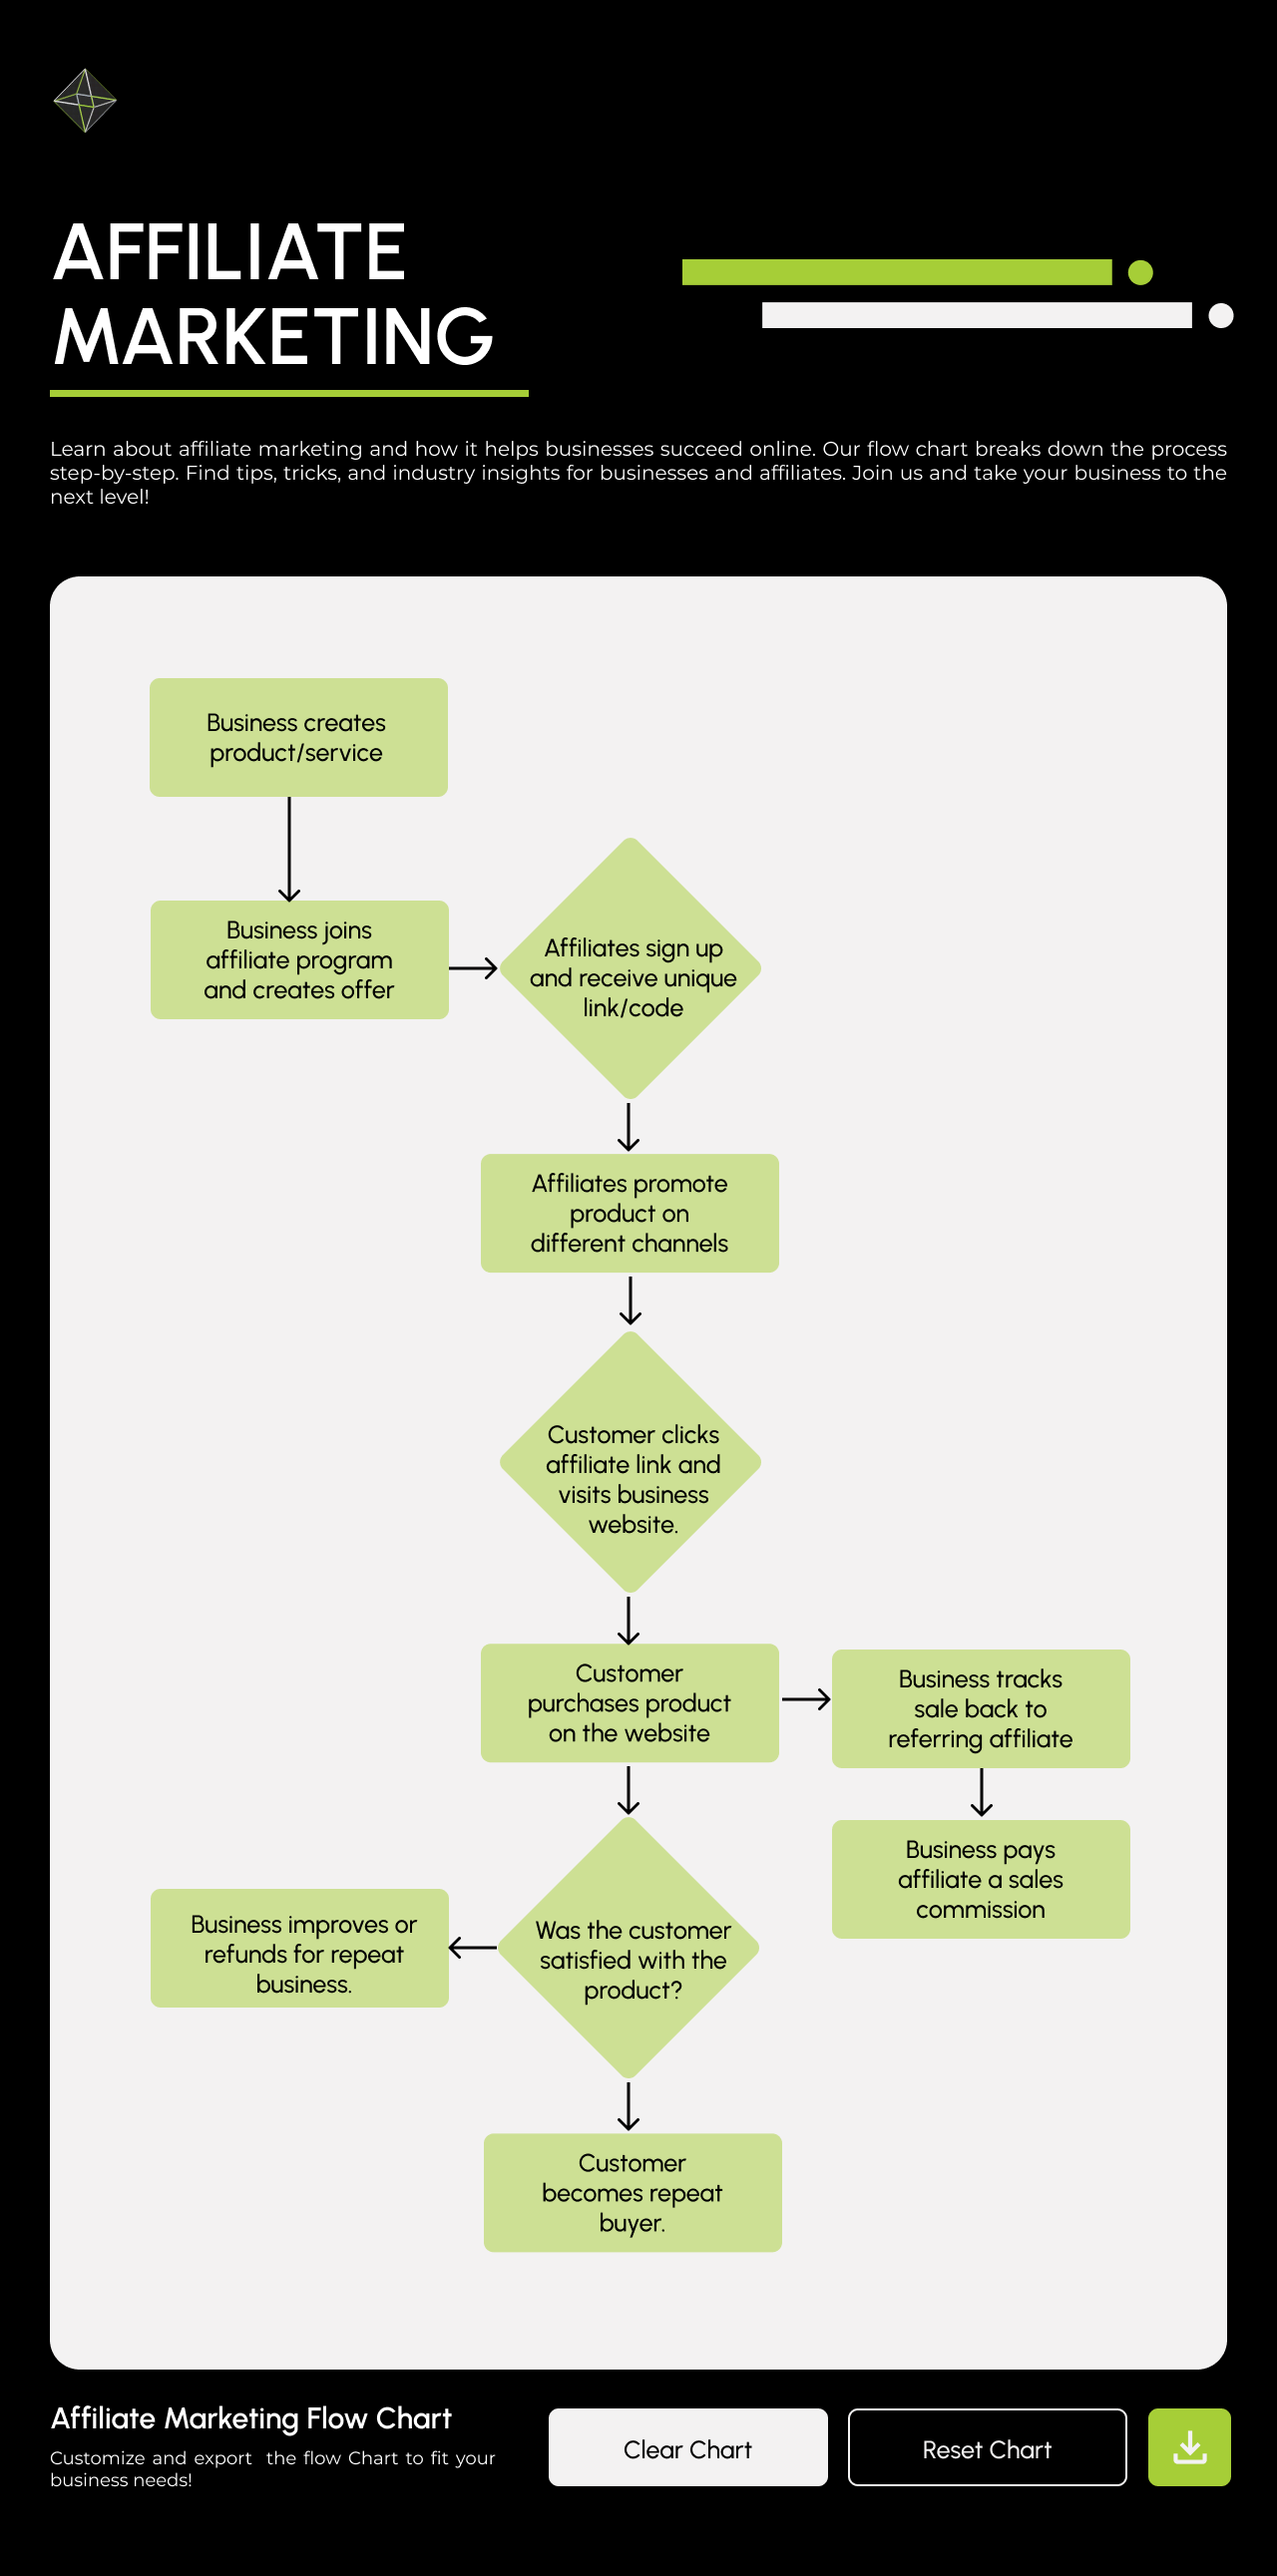 AFFILIATE
MARKETING
Learn about affiliate marketing and how it helps businesses succeed online. Our flow chart breaks down the process
step-by-step. Find tips, tricks, and industry insights for businesses and affiliates. Join us and take your business to the
next level!
Business creates
product/service
Business joins
affiliate program
and creates offer
Affiliates sign up
and receive unique
link/code
Affiliates promote
product on
different channels
Customer clicks
affiliate link and
visits business
website.
Customer
purchases product
on the website
Business tracks
sale back to
referring affiliate
Business pays
affiliate a sales
commission
Was the customer
satisfied with the
product?
Business improves or
refunds for repeat
business.
Customer
becomes repeat
buyer.
Affiliate Marketing Flow Chart
Customize and export the flow Chart to fit your
business needs!
Clear Chart
Reset Chart